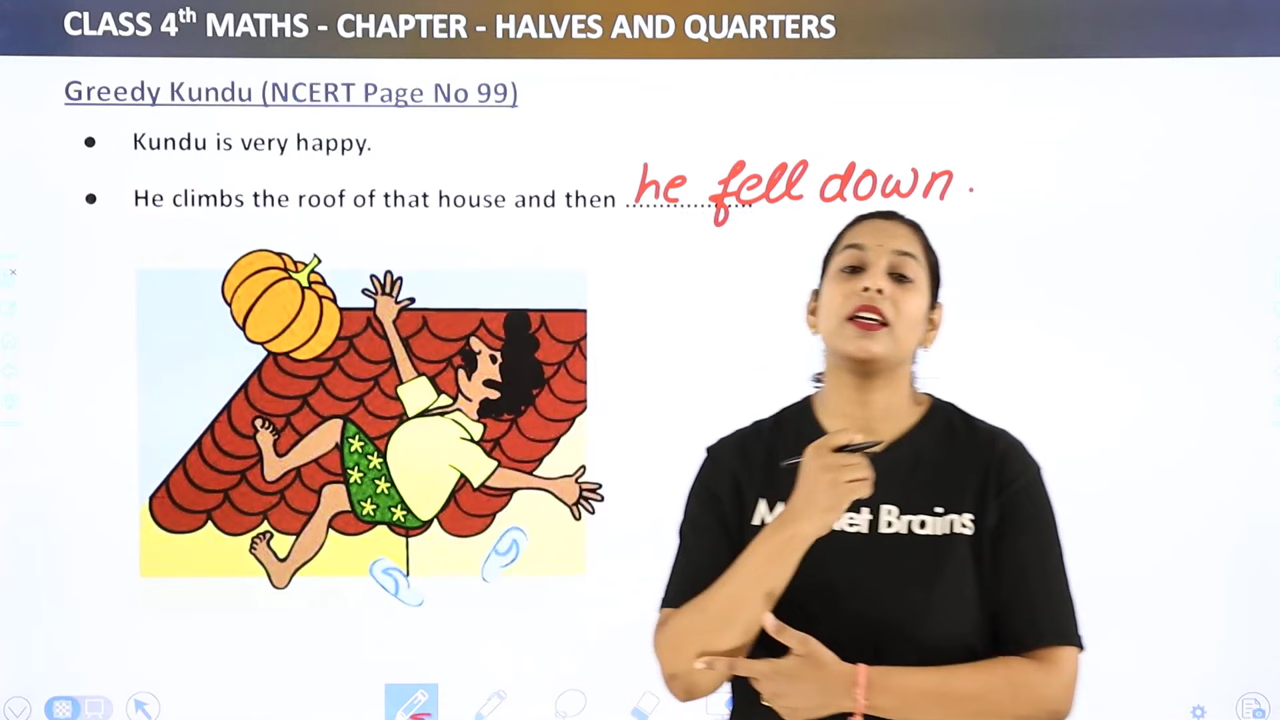 CLASS 4th MATHS - CHAPTER - HALVES AND QUARTERS
Greedy Kundu (NCERT Page No 99)
● Kundu is very happy.
● He climbs the roof of that house and then ................... he fell down.
Brains